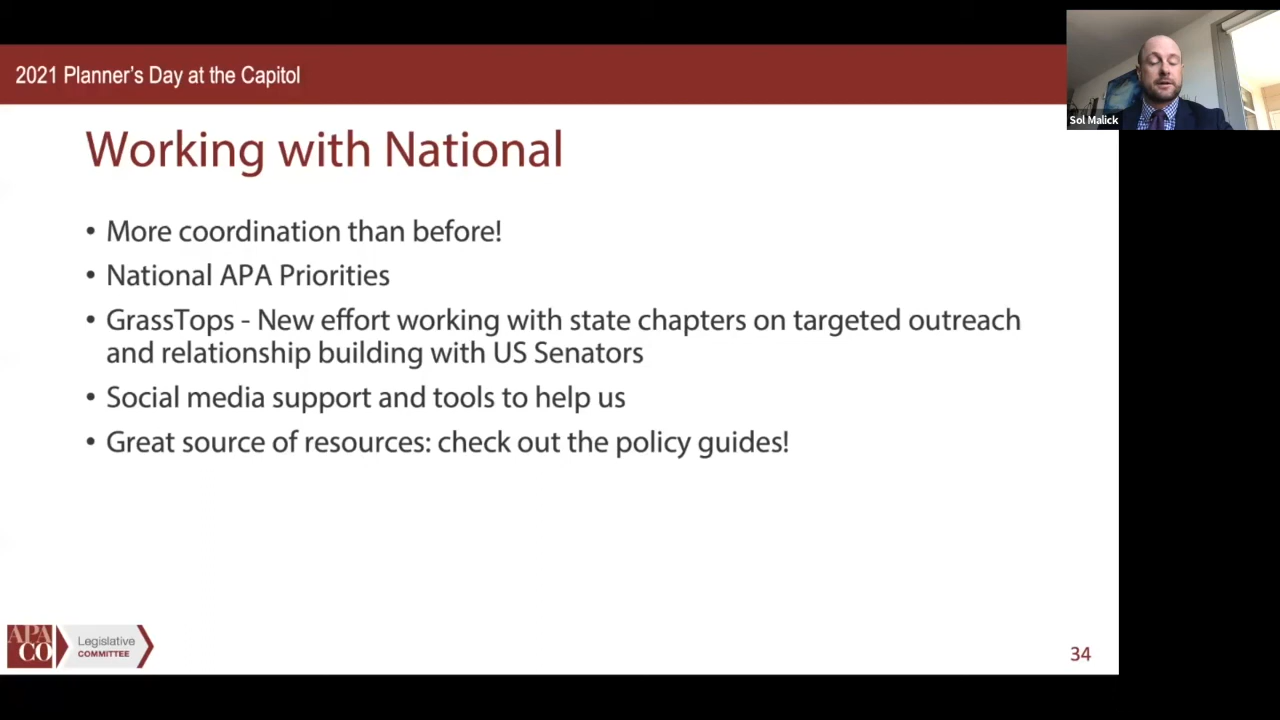 2021 Planner's Day at the Capitol
Sol Malick
Working with National
• More coordination than before!
• National APA Priorities
• GrassTops - New effort working with state chapters on targeted outreach
and relationship building with US Senators
• Social media support and tools to help us
• Great source of resources: check out the policy guides!
APA
CO
Legislative
COMMITTEE
34